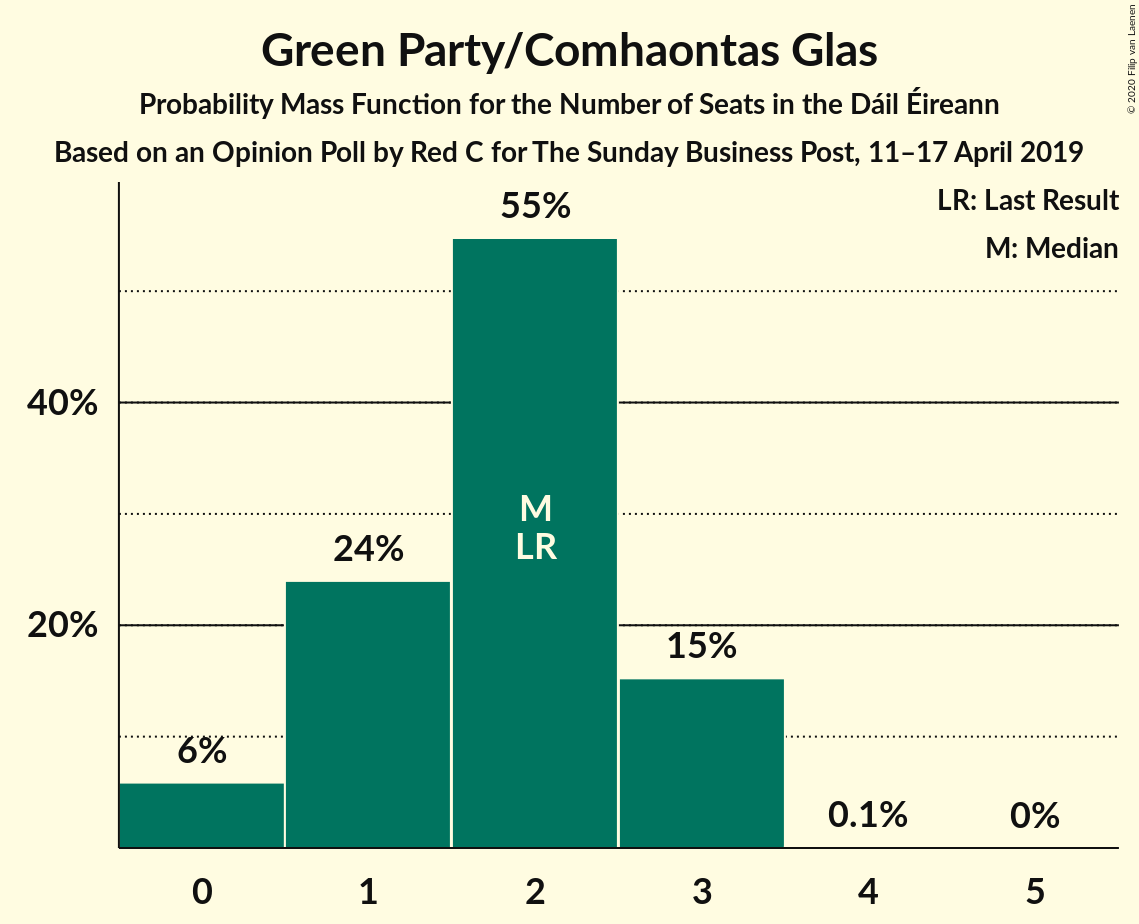 Green Party/Comhaontas Glas
Probability Mass Function for the Number of Seats in the Dáil Éireann
Based on an Opinion Poll by Red C for The Sunday Business Post, 11–17 April 2019
© 2020 Filip van Laenen
LR: Last Result
M: Median
55%
40%
M
LR
24%
20%
15%
6%
0.1%
0%
0 1 2 3 4 5